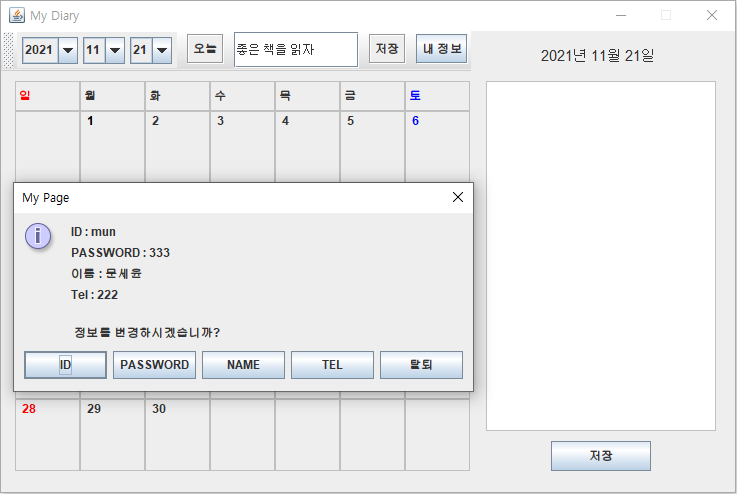 My Diary
2021 11 21 오늘 좋은 책을 읽자 저장 내 정보
2021년 11월 21일
일 월 화 수 목 금 토
1 2 3 4 5 6
My Page
ID : mun
PASSWORD : 333
이름 : 문세윤
Tel : 222
정보를 변경하시겠습니까?
ID PASSWORD NAME TEL 탈퇴
28 29 30
저장